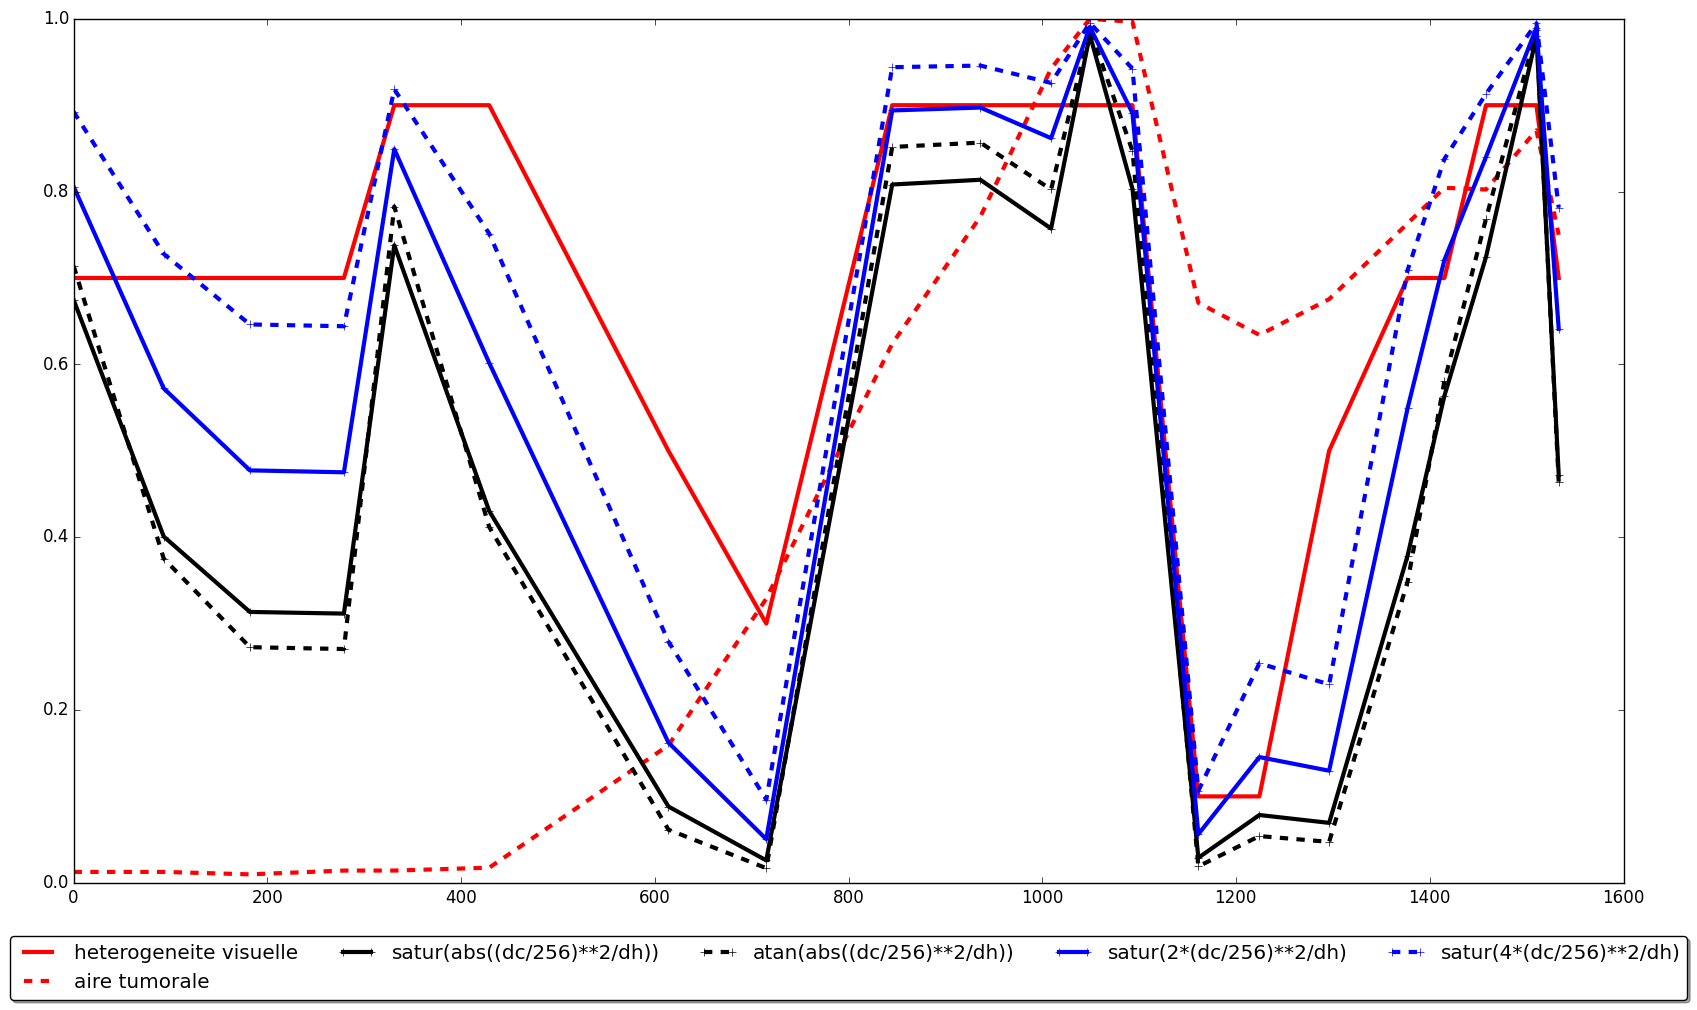 1.0
0.8
0.6
0.4
0.2
0.0
0 200 400 600 800 1000 1200 1400 1600
heterogeneite visuelle satur(abs((dc/256)**2/dh)) atan(abs((dc/256)**2/dh)) satur(2*(dc/256)**2/dh) satur(4*(dc/256)**2/dh)
aire tumorale